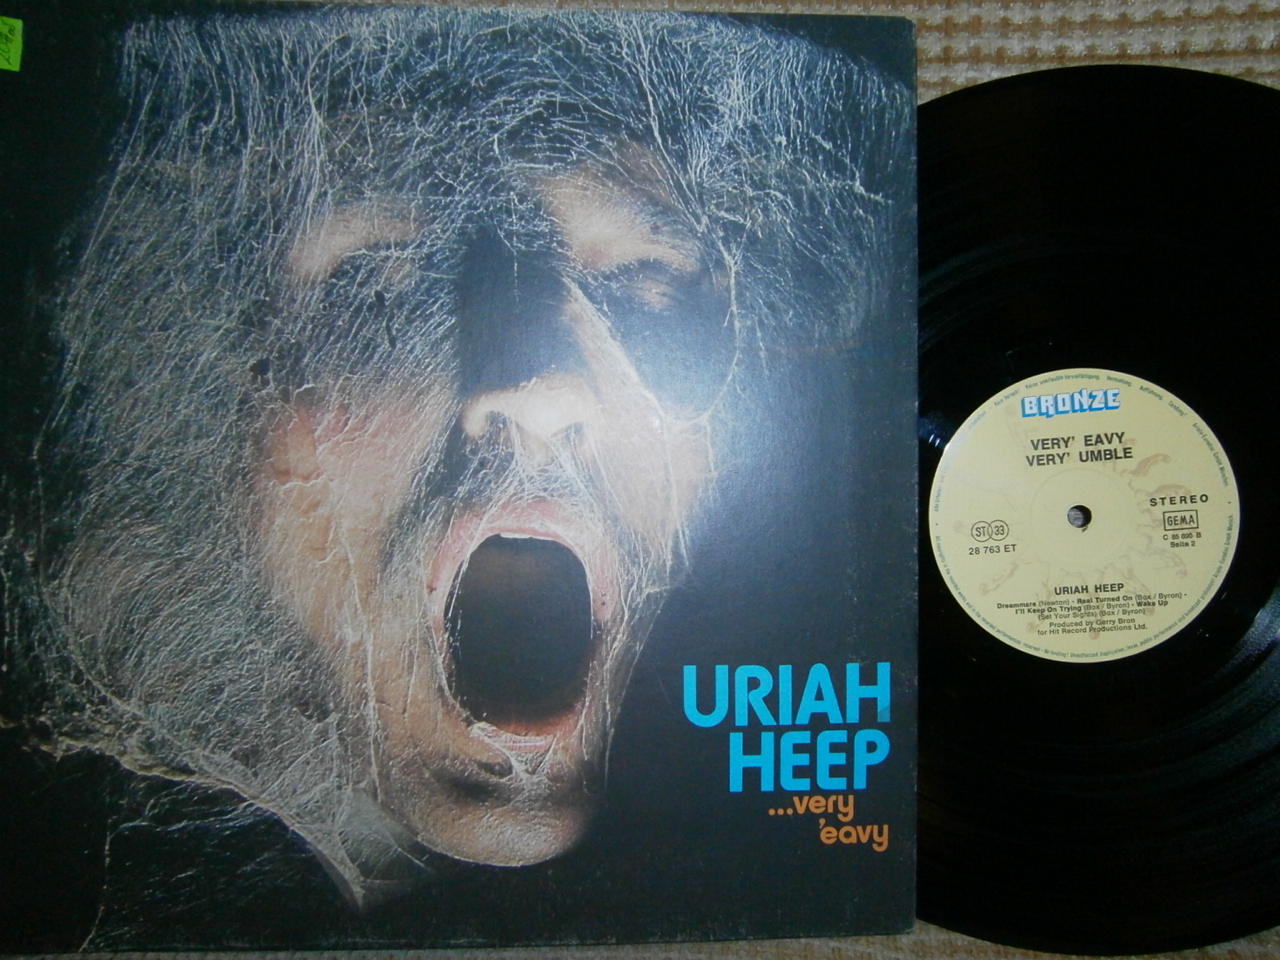 URIAH
HEEP
...very
'eavy
BRONZE
VERY' EAVY
VERY' UMBLE
STEREO
ST 33
GEMA
28 763 ET
C 85 695 B
Seite 2
URIAH HEEP
Dreammare (Newton) - Real Turned On (Box / Byron) -
I'll Keep On Trying (Box / Byron) - Wake Up
(Set Your Sights) (Box / Byron)
Produced by Gerry Bron
for Hit Record Productions Ltd.